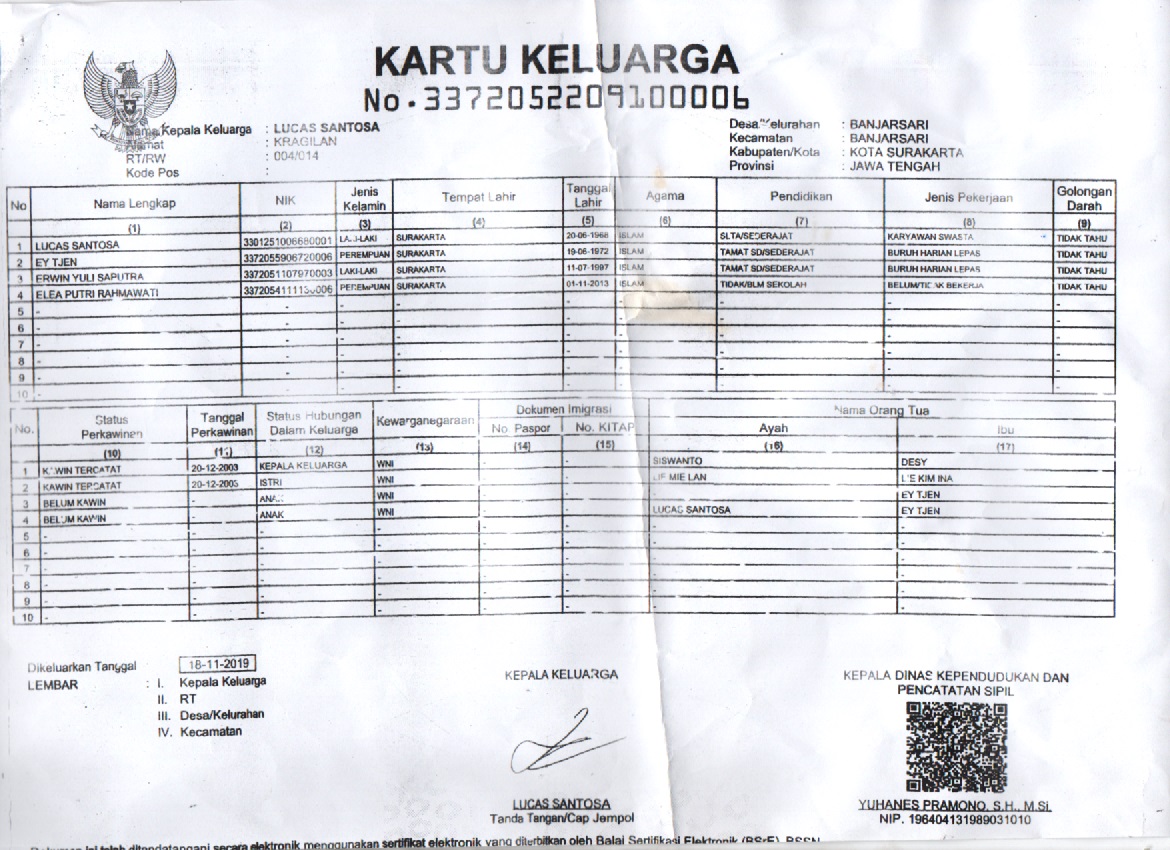 KARTU KELUARGA
No. 3372052209100006
Nama Kepala Keluarga : LUCAS SANTOSA
Alamat : KRAGILAN
RT/RW : 004/014
Kode Pos :
Desa/Kelurahan : BANJARSARI
Kecamatan : BANJARSARI
Kabupaten/Kota : KOTA SURAKARTA
Provinsi : JAWA TENGAH
No Nama Lengkap NIK Jenis Kelamin Tempat Lahir Tanggal Lahir Agama Pendidikan Jenis Pekerjaan Golongan Darah
(1) (2) (3) (4) (5) (6) (7) (8) (9)
1 LUCAS SANTOSA 3301251006680001 LAKI-LAKI SURAKARTA 20-06-1968 ISLAM SLTA/SEDERAJAT KARYAWAN SWASTA TIDAK TAHU
2 EY TJEN 3372055906720006 PEREMPUAN SURAKARTA 19-06-1972 ISLAM TAMAT SD/SEDERAJAT BURUH HARIAN LEPAS TIDAK TAHU
3 ERWIN YULI SAPUTRA 3372051107970003 LAKI-LAKI SURAKARTA 11-07-1997 ISLAM TAMAT SD/SEDERAJAT BURUH HARIAN LEPAS TIDAK TAHU
4 ELEA PUTRI RAHMAWATI PEREMPUAN SURAKARTA 01-11-2013 ISLAM TIDAK/BLM SEKOLAH BELUM/TIDAK BEKERJA TIDAK TAHU
5 - - - - - - - - -
6 - - - - - - - - -
7 - - - - - - - - -
8 - - - - - - - - -
9 - - - - - - - - -
10 - - - - - - - - -
No. Status Perkawinan Tanggal Perkawinan Status Hubungan Dalam Keluarga Kewarganegaraan Dokumen Imigrasi Nama Orang Tua
No. Paspor No. KITAP Ayah Ibu
(10) (11) (12) (13) (14) (15) (16) (17)
1 KAWIN TERCATAT 20-12-2003 KEPALA KELUARGA WNI - - SISWANTO DESY
2 KAWIN TERCATAT 20-12-2003 ISTRI WNI - - LIE MIE LAN LIE KIM INA
3 BELUM KAWIN - ANAK WNI - - EY TJEN
4 BELUM KAWIN - ANAK WNI - - LUCAS SANTOSA EY TJEN
5 - - - - - - - -
6 - - - - - - - -
7 - - - - - - - -
8 - - - - - - - -
9 - - - - - - - -
10 - - - - - - - -
Dikeluarkan Tanggal 18-11-2019
LEMBAR : I. Kepala Keluarga
II. RT
III. Desa/Kelurahan
IV. Kecamatan
KEPALA KELUARGA
LUCAS SANTOSA
Tanda Tangan/Cap Jempol
KEPALA DINAS KEPENDUDUKAN DAN
PENCATATAN SIPIL
YUHANES PRAMONO, S.H., M.Si.
NIP. 196404131989031010
Dokumen ini telah ditandatangani secara elektronik menggunakan sertifikat elektronik yang diterbitkan oleh Balai Sertifikasi Elektronik (BSrE), BSSN